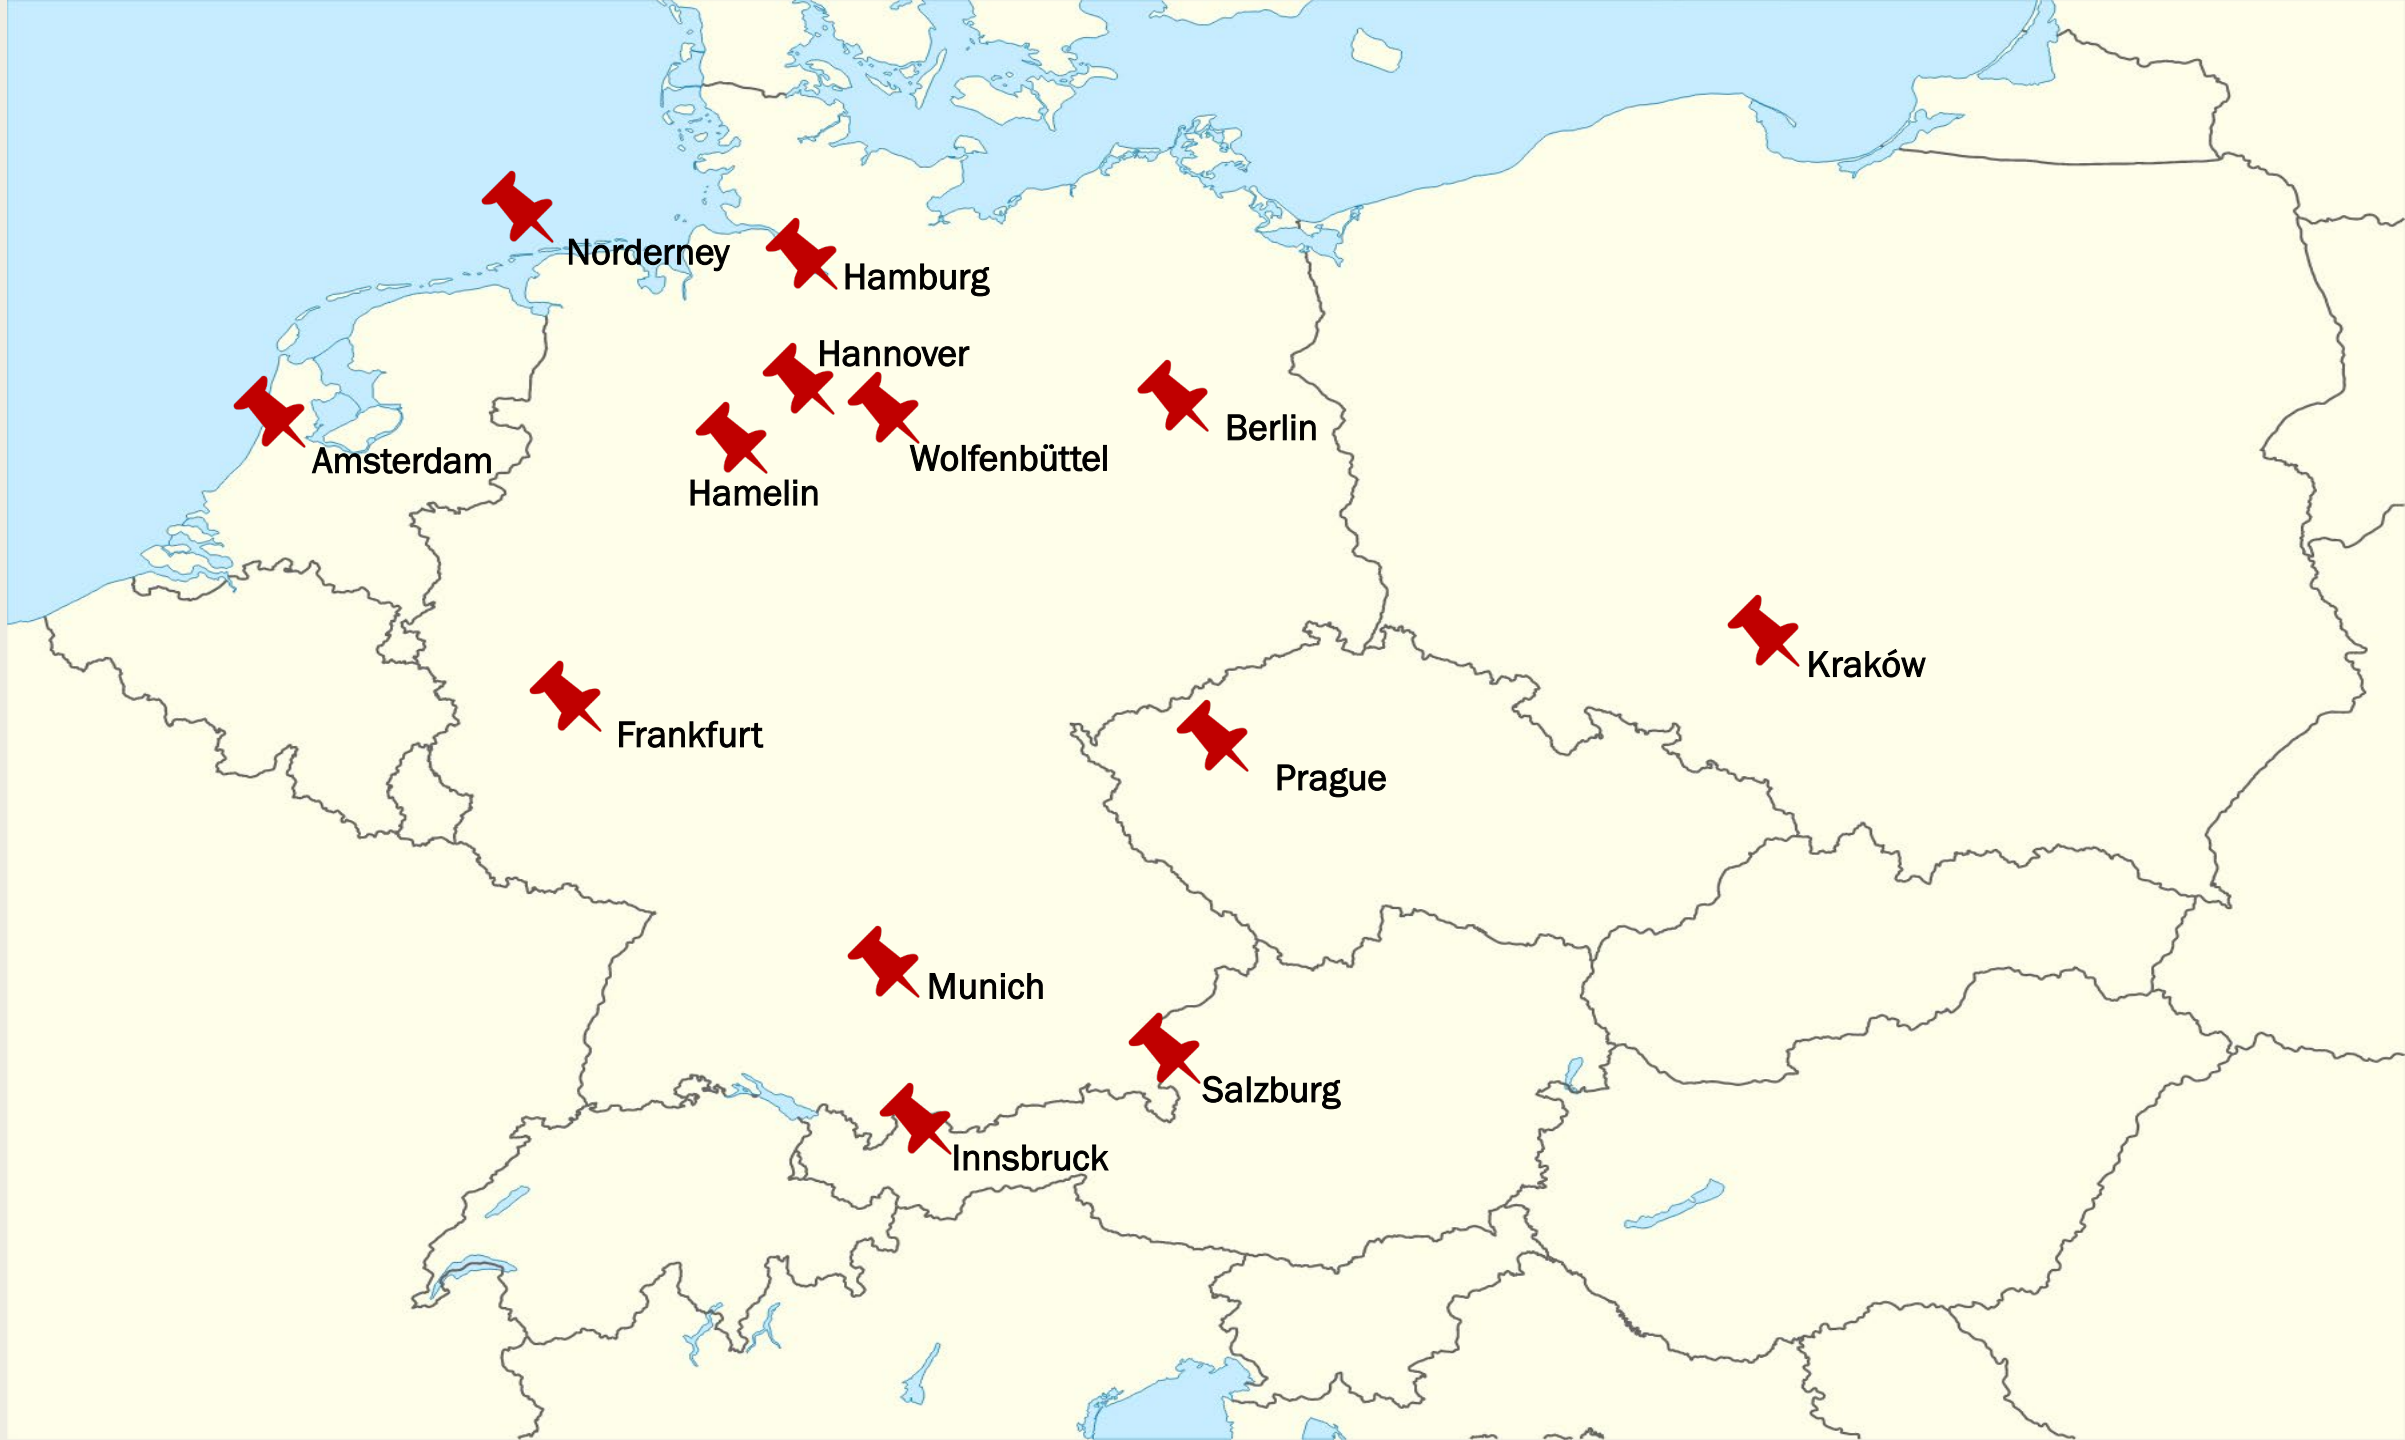 Norderney
Hamburg
Hannover
Berlin
Wolfenbüttel
Amsterdam
Hamelin
Kraków
Frankfurt
Prague
Munich
Salzburg
Innsbruck